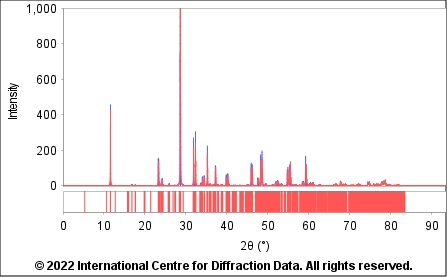 1,000
800
600
400
200
0
Intensity
0 10 20 30 40 50 60 70 80 90
2θ (°)
© 2022 International Centre for Diffraction Data. All rights reserved.